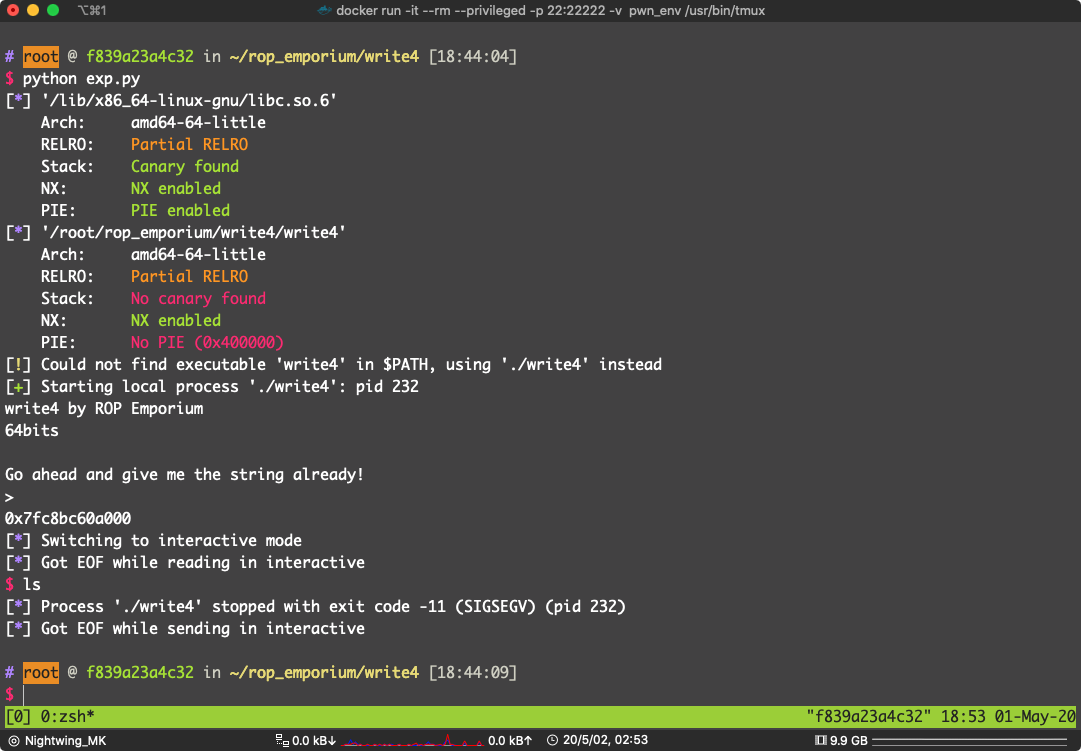 ⌥⌘1 docker run -it --rm --privileged -p 22:22222 -v pwn_env /usr/bin/tmux
# root @ f839a23a4c32 in ~/rop_emporium/write4 [18:44:04]
$ python exp.py
[*] '/lib/x86_64-linux-gnu/libc.so.6'
    Arch:     amd64-64-little
    RELRO:    Partial RELRO
    Stack:    Canary found
    NX:       NX enabled
    PIE:      PIE enabled
[*] '/root/rop_emporium/write4/write4'
    Arch:     amd64-64-little
    RELRO:    Partial RELRO
    Stack:    No canary found
    NX:       NX enabled
    PIE:      No PIE (0x400000)
[!] Could not find executable 'write4' in $PATH, using './write4' instead
[+] Starting local process './write4': pid 232
write4 by ROP Emporium
64bits
Go ahead and give me the string already!
>
0x7fc8bc60a000
[*] Switching to interactive mode
[*] Got EOF while reading in interactive
$ ls
[*] Process './write4' stopped with exit code -11 (SIGSEGV) (pid 232)
[*] Got EOF while sending in interactive
# root @ f839a23a4c32 in ~/rop_emporium/write4 [18:44:09]
$
[0] 0:zsh* "f839a23a4c32" 18:53 01-May-20
Nightwing_MK 0.0 kB↓ 0.0 kB↑ 20/5/02, 02:53 9.9 GB